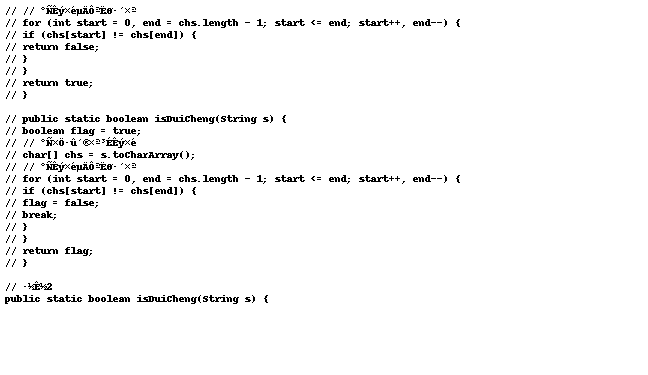 // // °ÑÊý×éµÄÔªËØ·´×ª
// for (int start = 0, end = chs.length - 1; start <= end; start++, end--) {
// if (chs[start] != chs[end]) {
// return false;
// }
// }
// return true;
// }
// public static boolean isDuiCheng(String s) {
// boolean flag = true;
// // °Ñ×Ö·û´®×ª³ÉÊý×é
// char[] chs = s.toCharArray();
// // °ÑÊý×éµÄÔªËØ·´×ª
// for (int start = 0, end = chs.length - 1; start <= end; start++, end--) {
// if (chs[start] != chs[end]) {
// flag = false;
// break;
// }
// }
// return flag;
// }
// ·½Ê½2
public static boolean isDuiCheng(String s) {